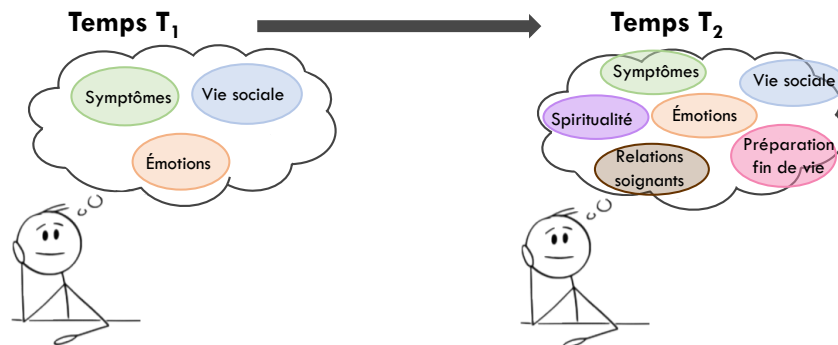 Temps T₁
Temps T₂
Symptômes
Vie sociale
Émotions
Symptômes
Vie sociale
Spiritualité
Émotions
Relations
soignants
Préparation
fin de vie